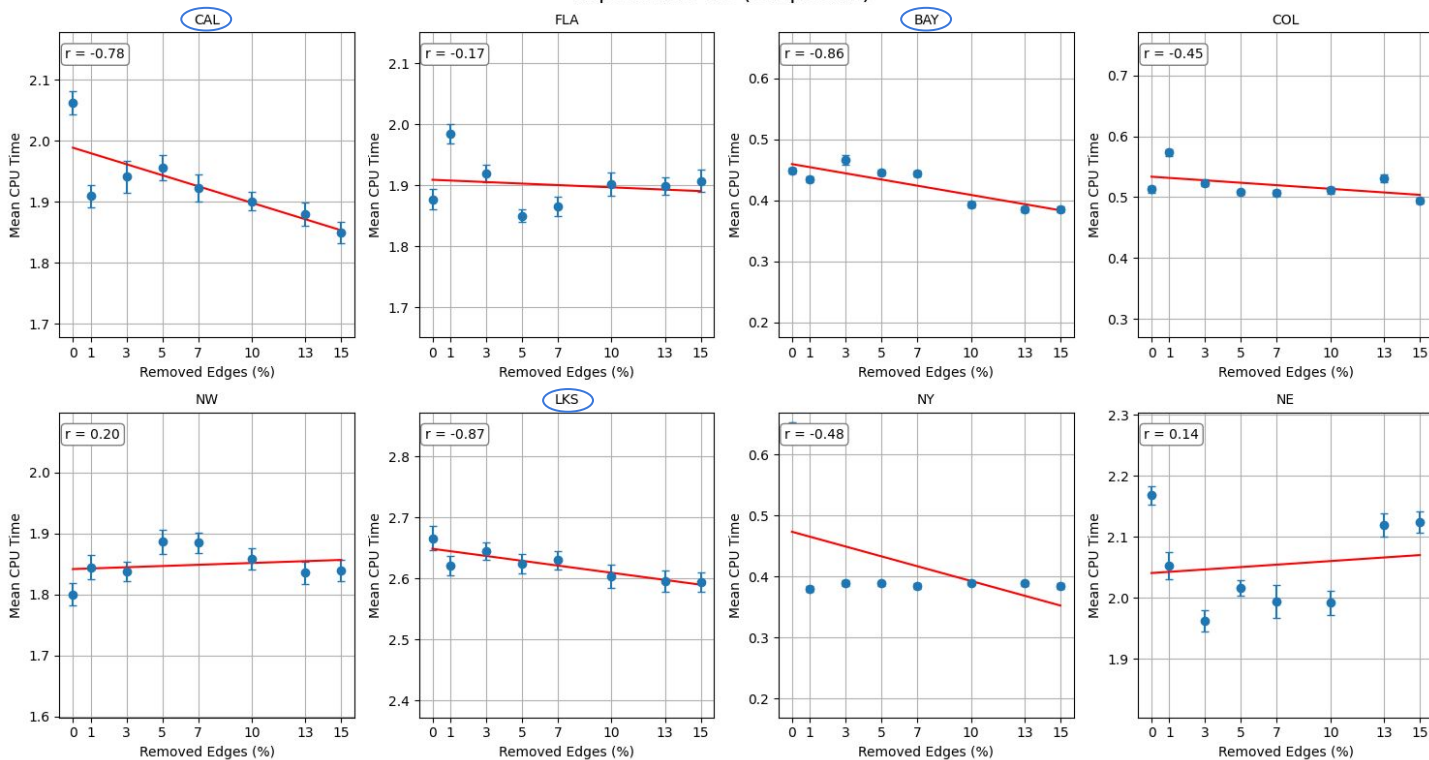 CAL
r = -0.78
Mean CPU Time
2.1
2.0
1.9
1.8
1.7
0 1 3 5 7 10 13 15
Removed Edges (%)
FLA
r = -0.17
Mean CPU Time
2.1
2.0
1.9
1.8
1.7
0 1 3 5 7 10 13 15
Removed Edges (%)
BAY
r = -0.86
Mean CPU Time
0.6
0.5
0.4
0.3
0.2
0 1 3 5 7 10 13 15
Removed Edges (%)
COL
r = -0.45
Mean CPU Time
0.7
0.6
0.5
0.4
0.3
0 1 3 5 7 10 13 15
Removed Edges (%)
NW
r = 0.20
Mean CPU Time
2.0
1.9
1.8
1.7
1.6
0 1 3 5 7 10 13 15
Removed Edges (%)
LKS
r = -0.87
Mean CPU Time
2.8
2.7
2.6
2.5
2.4
0 1 3 5 7 10 13 15
Removed Edges (%)
NY
r = -0.48
Mean CPU Time
0.6
0.5
0.4
0.3
0.2
0 1 3 5 7 10 13 15
Removed Edges (%)
NE
r = 0.14
Mean CPU Time
2.3
2.2
2.1
2.0
1.9
0 1 3 5 7 10 13 15
Removed Edges (%)